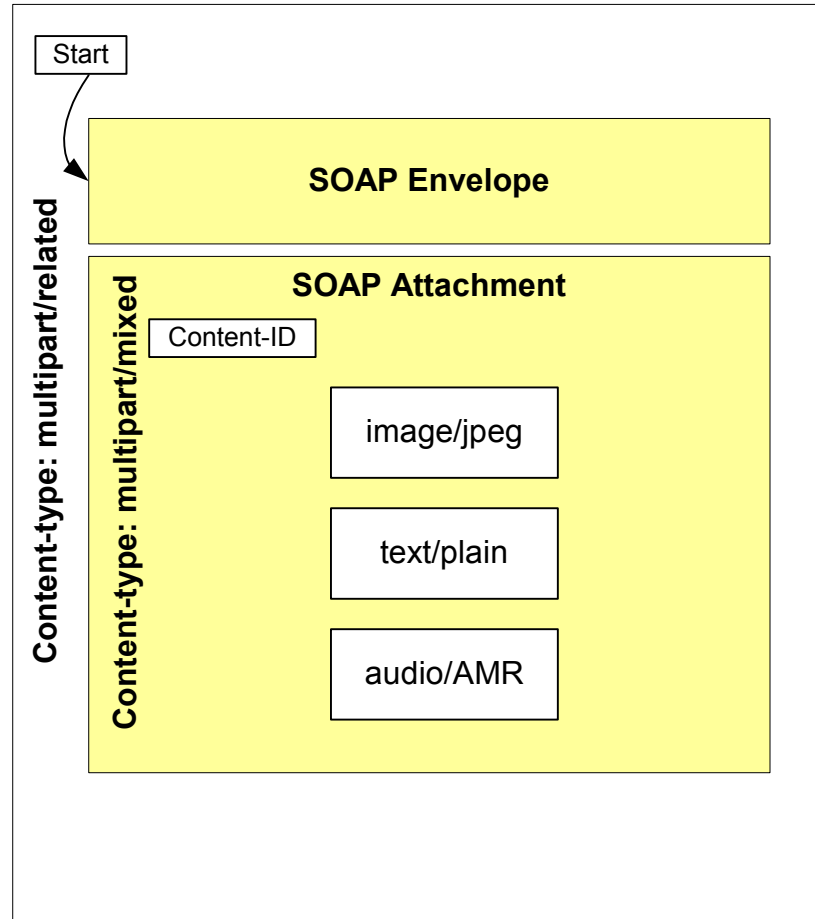 Start
SOAP Envelope
Content-type: multipart/related
SOAP Attachment
Content-type: multipart/mixed
Content-ID
image/jpeg
text/plain
audio/AMR